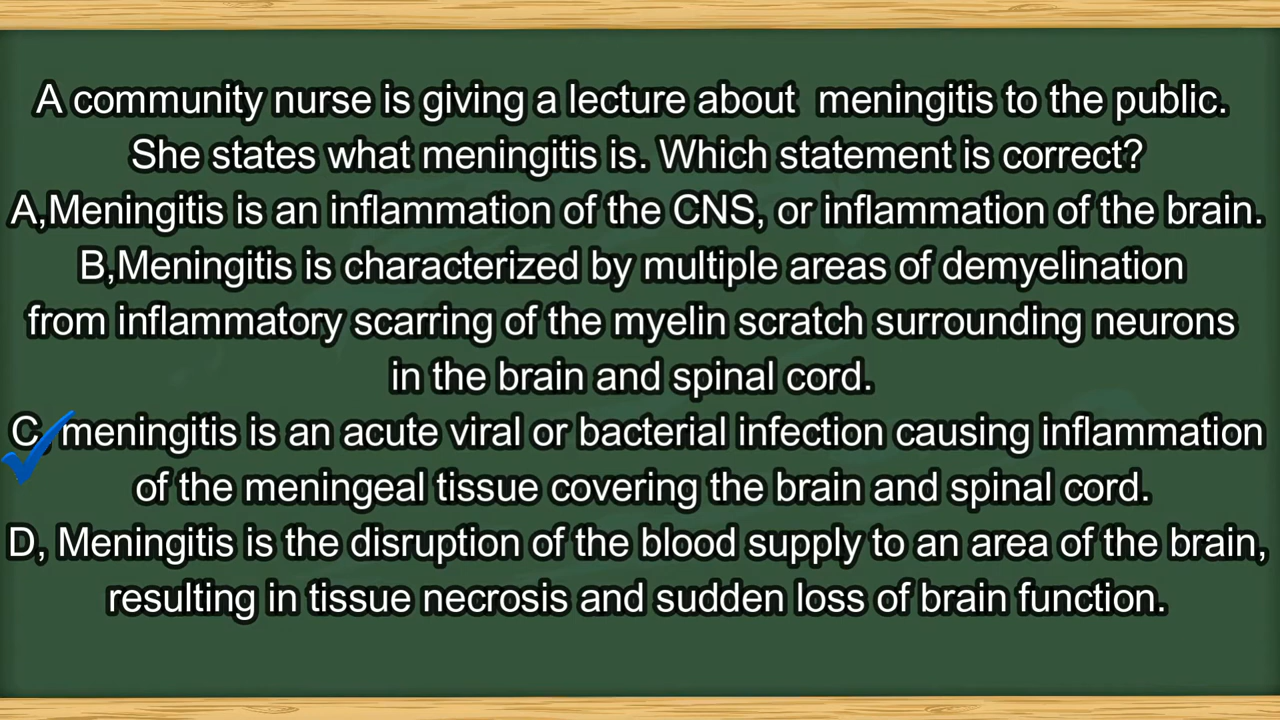 A community nurse is giving a lecture about  meningitis to the public.
She states what meningitis is. Which statement is correct?
A,Meningitis is an inflammation of the CNS, or inflammation of the brain.
B,Meningitis is characterized by multiple areas of demyelination
from inflammatory scarring of the myelin scratch surrounding neurons
in the brain and spinal cord.
C, meningitis is an acute viral or bacterial infection causing inflammation
of the meningeal tissue covering the brain and spinal cord.
D, Meningitis is the disruption of the blood supply to an area of the brain,
resulting in tissue necrosis and sudden loss of brain function.